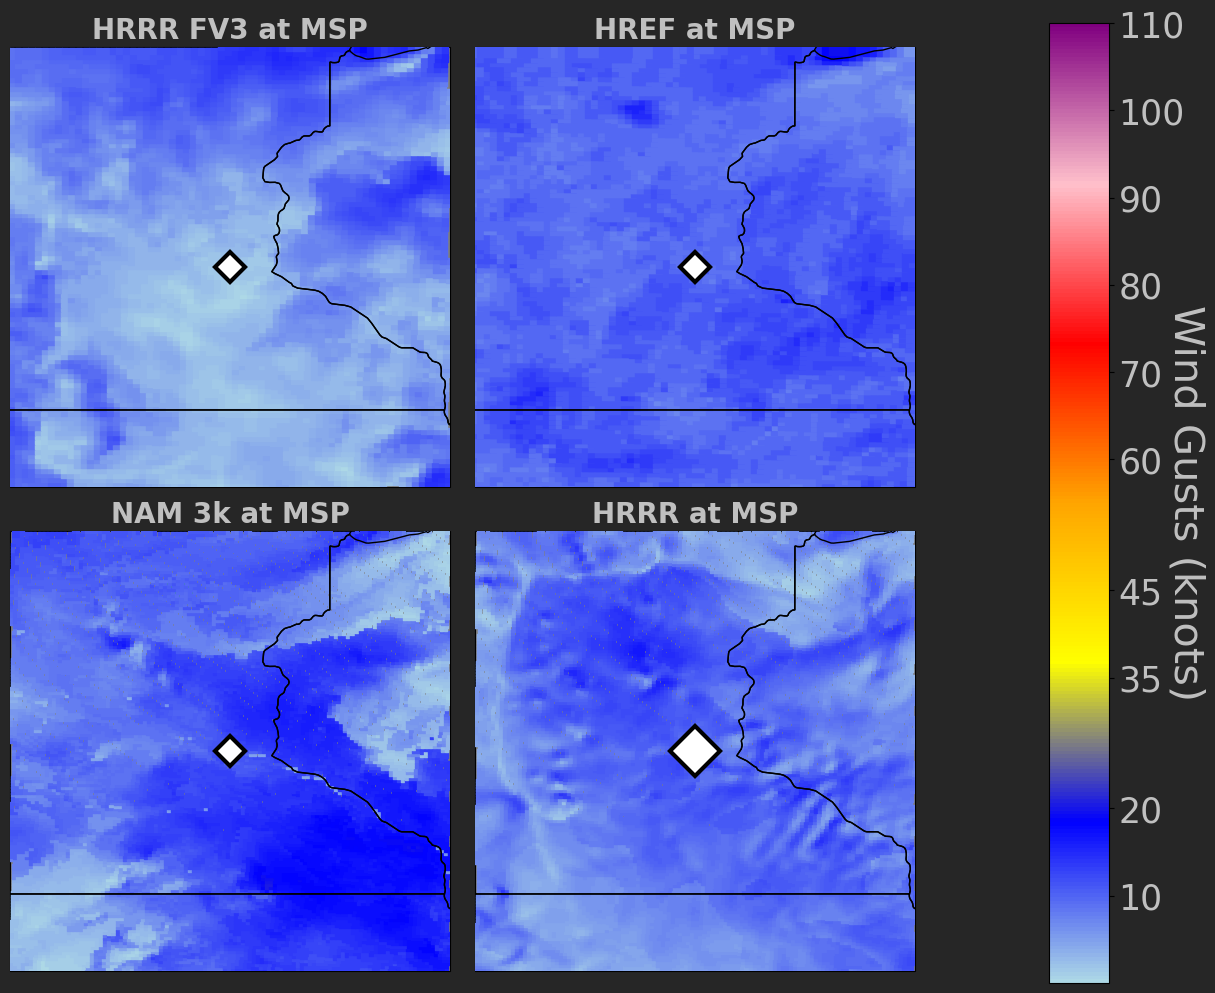 HRRR FV3 at MSP
HREF at MSP
NAM 3k at MSP
HRRR at MSP
110
100
90
80
70
60
45
35
20
10
Wind Gusts (knots)